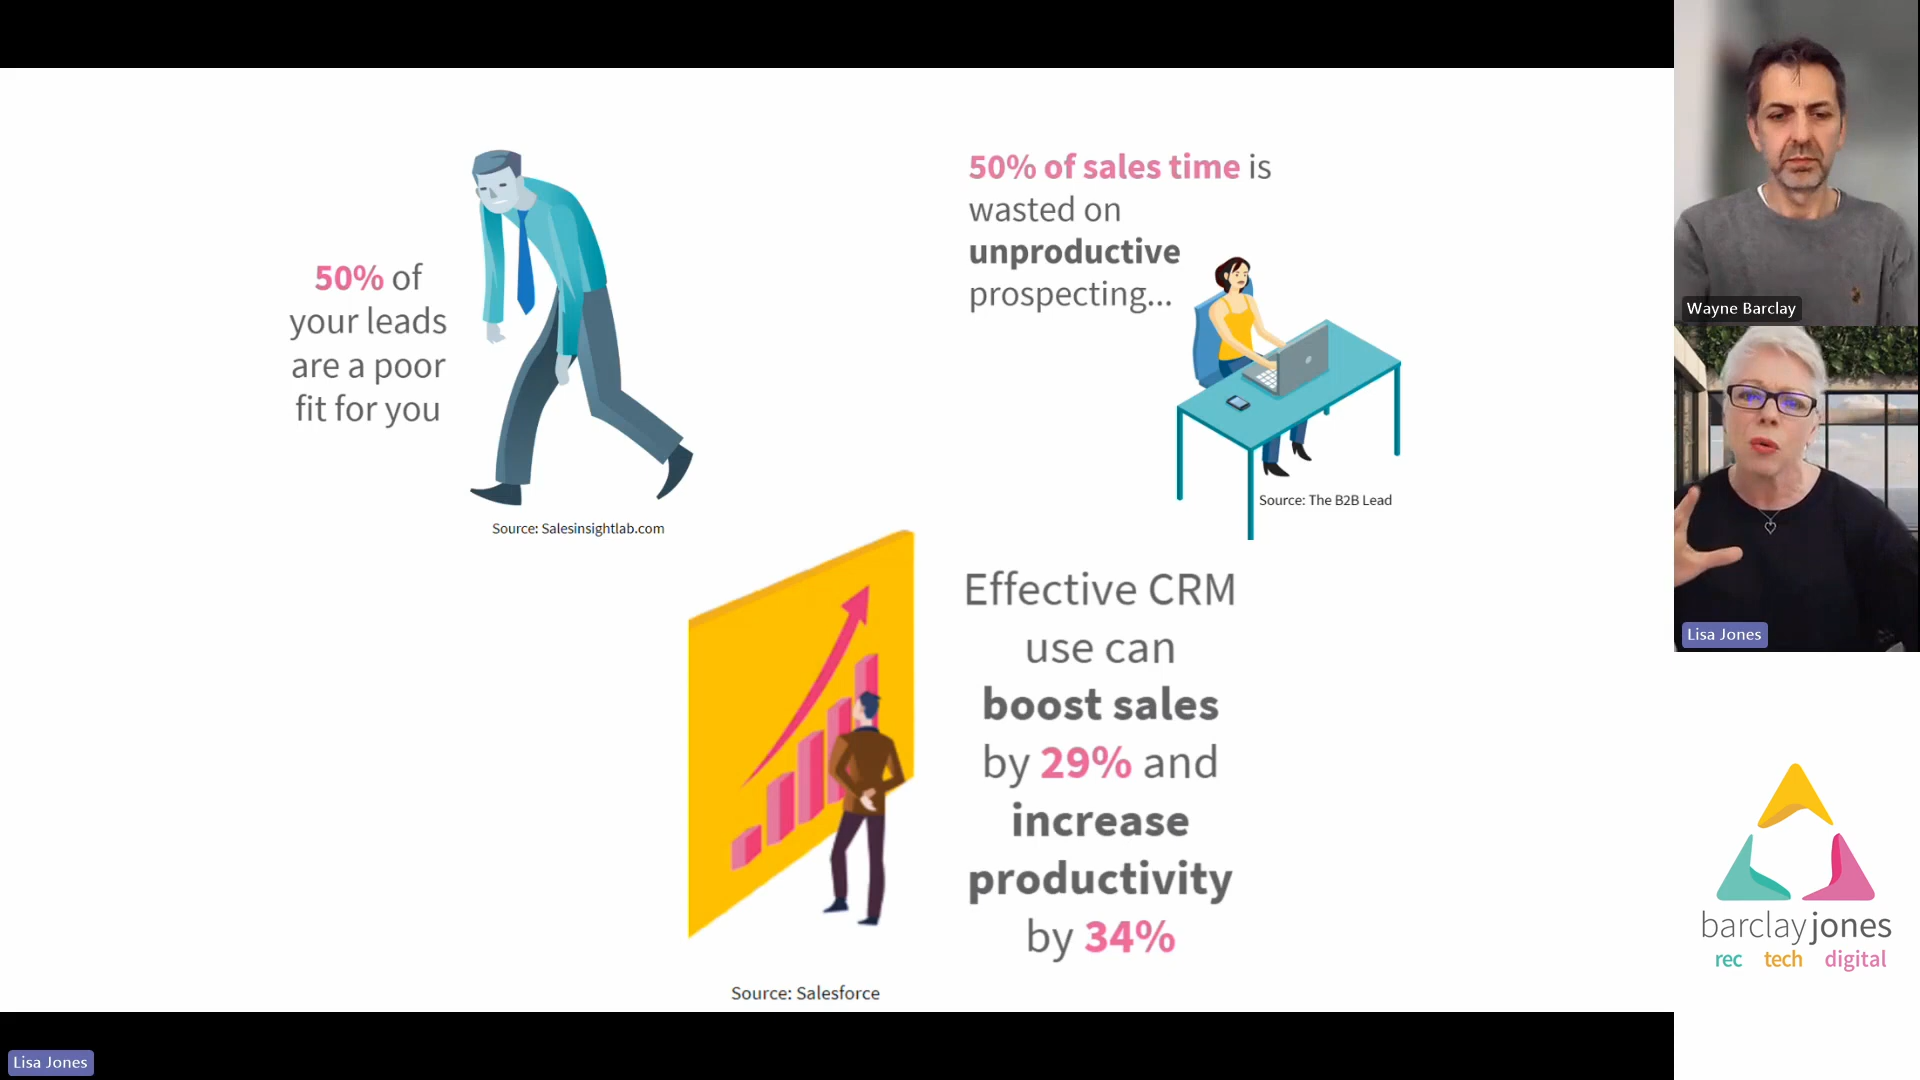 50% of
your leads
are a poor
fit for you
Source: Salesinsightlab.com
50% of sales time is
wasted on
unproductive
prospecting...
Source: The B2B Lead
Effective CRM
use can
boost sales
by 29% and
increase
productivity
by 34%
Source: Salesforce
Wayne Barclay
Lisa Jones
barclayjones
rec tech digital
Lisa Jones